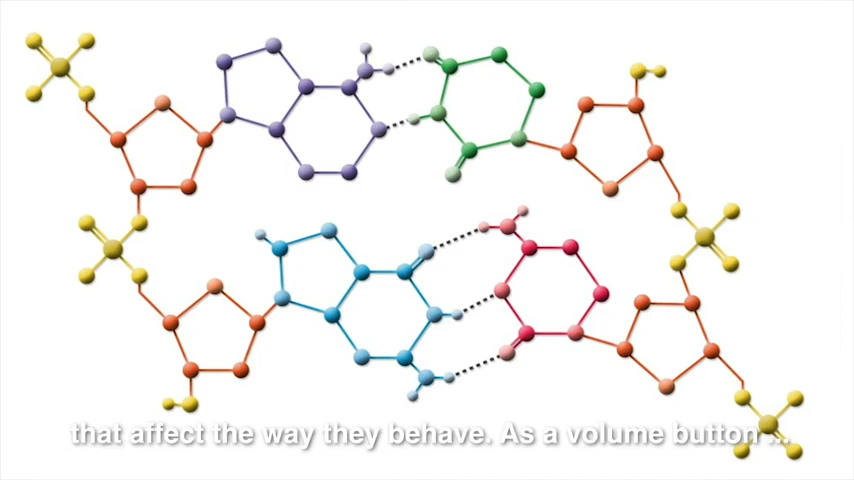 that affect the way they behave. As a volume button ...